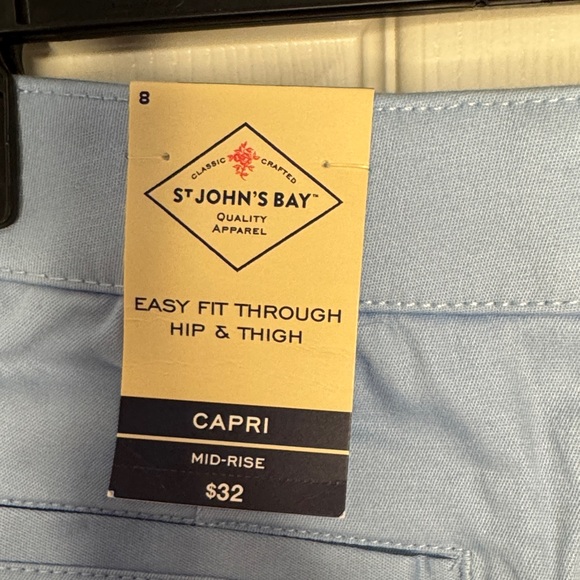 8
CLASSIC CRAFTED
ST JOHN'S BAY™
QUALITY
APPAREL
EASY FIT THROUGH
HIP & THIGH
CAPRI
MID-RISE
$32